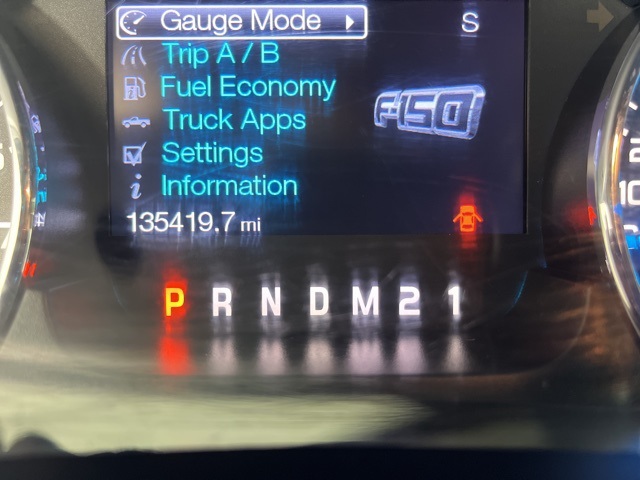 Gauge Mode
S
Trip A / B
Fuel Economy
F-150
Truck Apps
Settings
Information
135419.7 mi
P R N D M 2 1